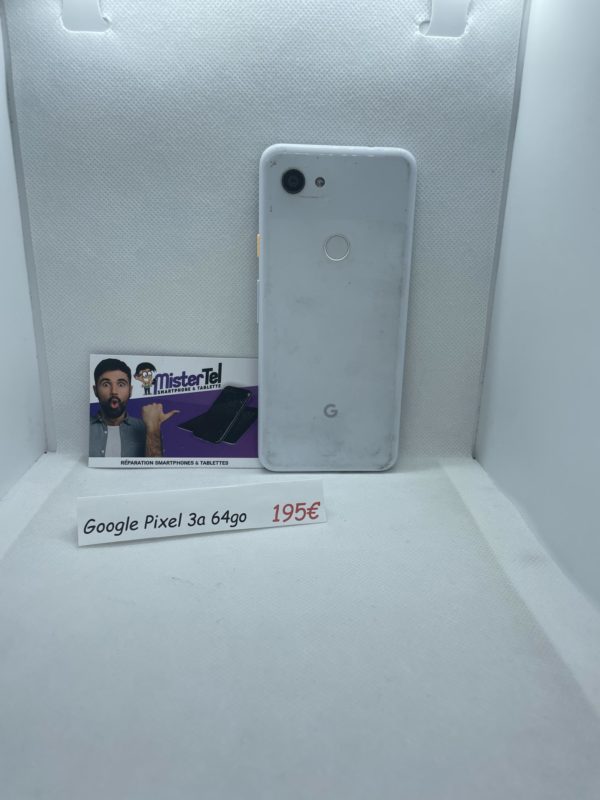 MisterTel
SMARTPHONE & TABLETTE
RÉPARATION SMARTPHONES & TABLETTES
G
Google Pixel 3a 64go 195€